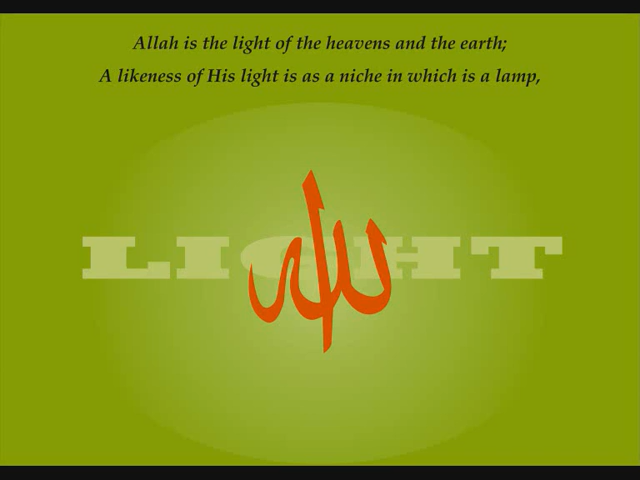 Allah is the light of the heavens and the earth;
A likeness of His light is as a niche in which is a lamp,
LIGHT
الله